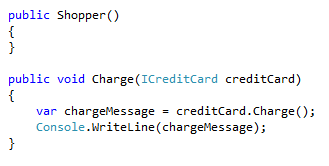 public Shopper()
{
}
public void Charge(ICreditCard creditCard)
{
    var chargeMessage = creditCard.Charge();
    Console.WriteLine(chargeMessage);
}